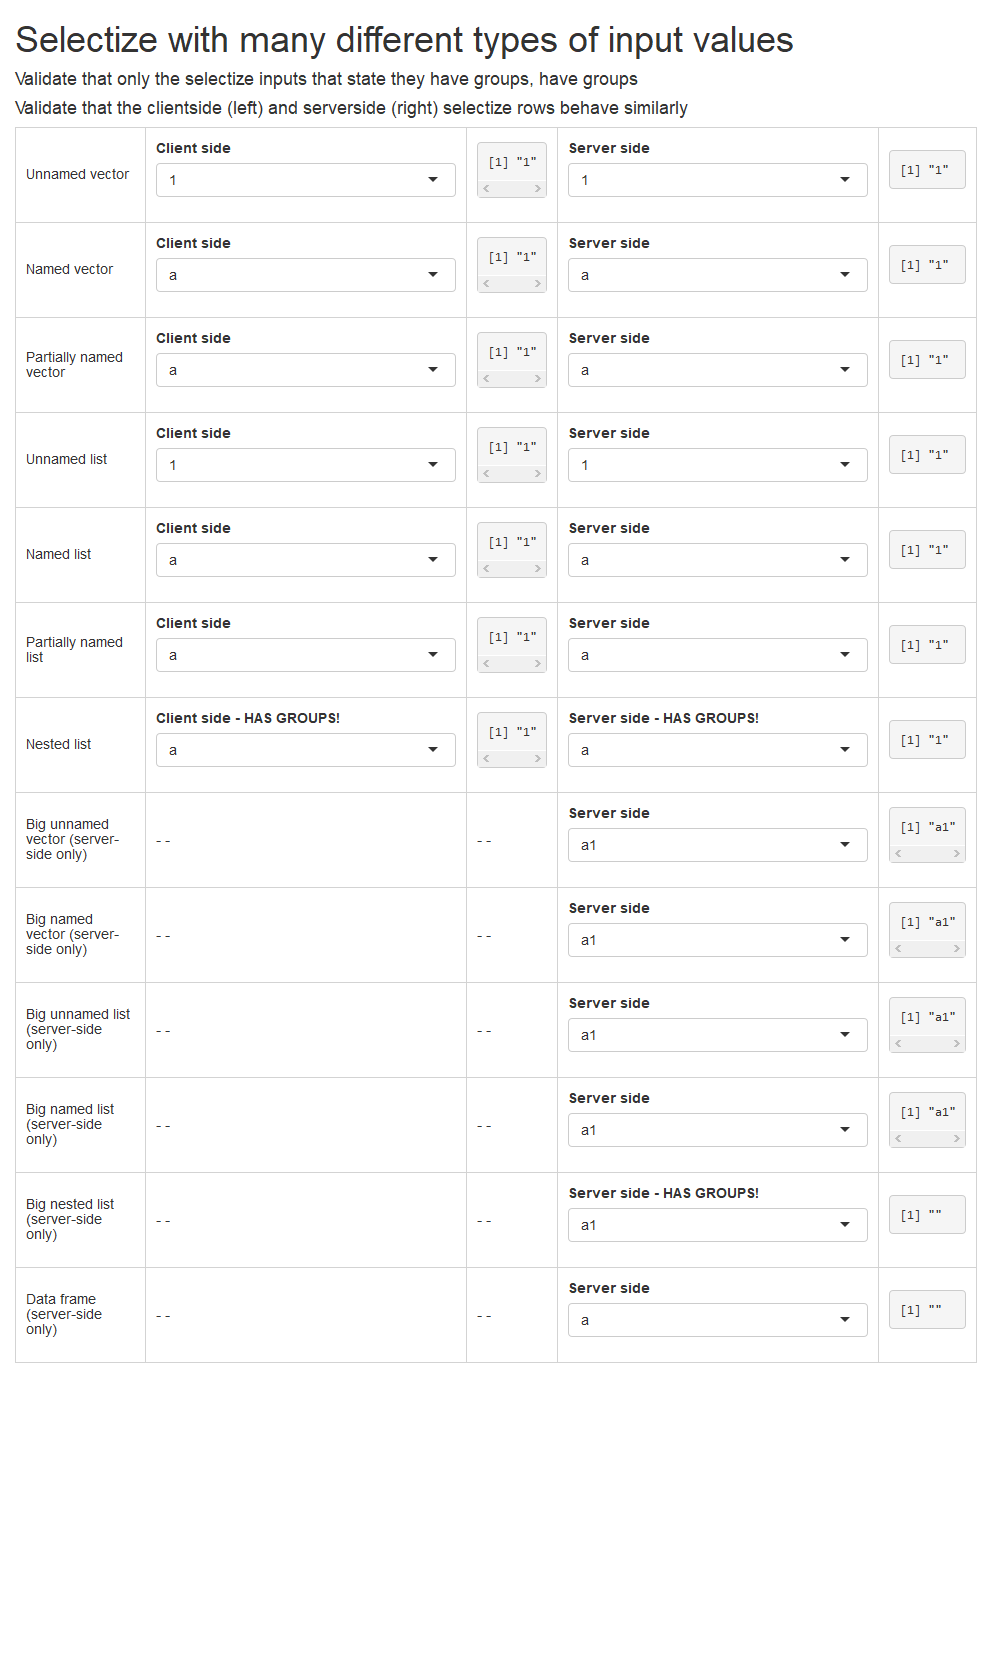 Selectize with many different types of input values
Validate that only the selectize inputs that state they have groups, have groups
Validate that the clientside (left) and serverside (right) selectize rows behave similarly
Unnamed vector
Client side
1
[1] "1"
Server side
1
[1] "1"
Named vector
Client side
a
[1] "1"
Server side
a
[1] "1"
Partially named
vector
Client side
a
[1] "1"
Server side
a
[1] "1"
Unnamed list
Client side
1
[1] "1"
Server side
1
[1] "1"
Named list
Client side
a
[1] "1"
Server side
a
[1] "1"
Partially named
list
Client side
a
[1] "1"
Server side
a
[1] "1"
Nested list
Client side - HAS GROUPS!
a
[1] "1"
Server side - HAS GROUPS!
a
[1] "1"
Big unnamed
vector (server-
side only)
- -
- -
Server side
a1
[1] "a1"
Big named
vector (server-
side only)
- -
- -
Server side
a1
[1] "a1"
Big unnamed list
(server-side
only)
- -
- -
Server side
a1
[1] "a1"
Big named list
(server-side
only)
- -
- -
Server side
a1
[1] "a1"
Big nested list
(server-side
only)
- -
- -
Server side - HAS GROUPS!
a1
[1] ""
Data frame
(server-side
only)
- -
- -
Server side
a
[1] ""